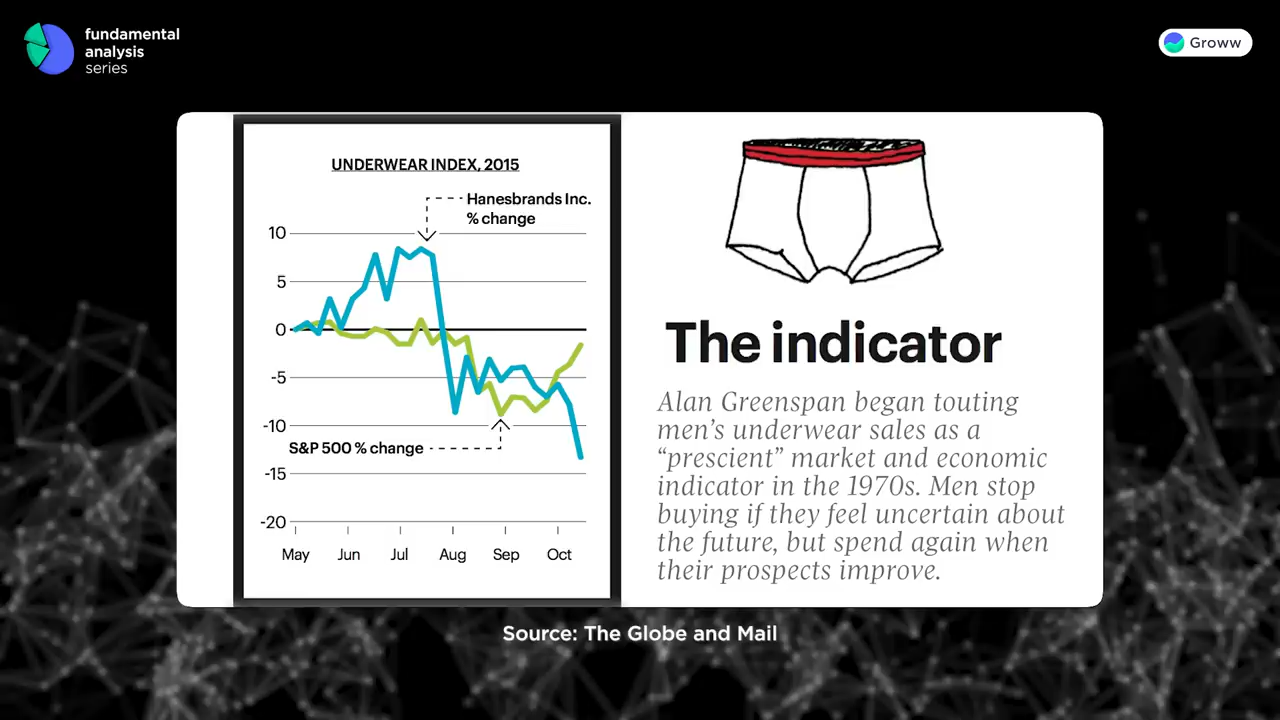 fundamental
analysis
series
Groww
UNDERWEAR INDEX, 2015
Hanesbrands Inc.
% change
10
5
0
-5
-10
S&P 500 % change
-15
-20
May Jun Jul Aug Sep Oct
The indicator
Alan Greenspan began touting
men's underwear sales as a
“prescient” market and economic
indicator in the 1970s. Men stop
buying if they feel uncertain about
the future, but spend again when
their prospects improve.
Source: The Globe and Mail